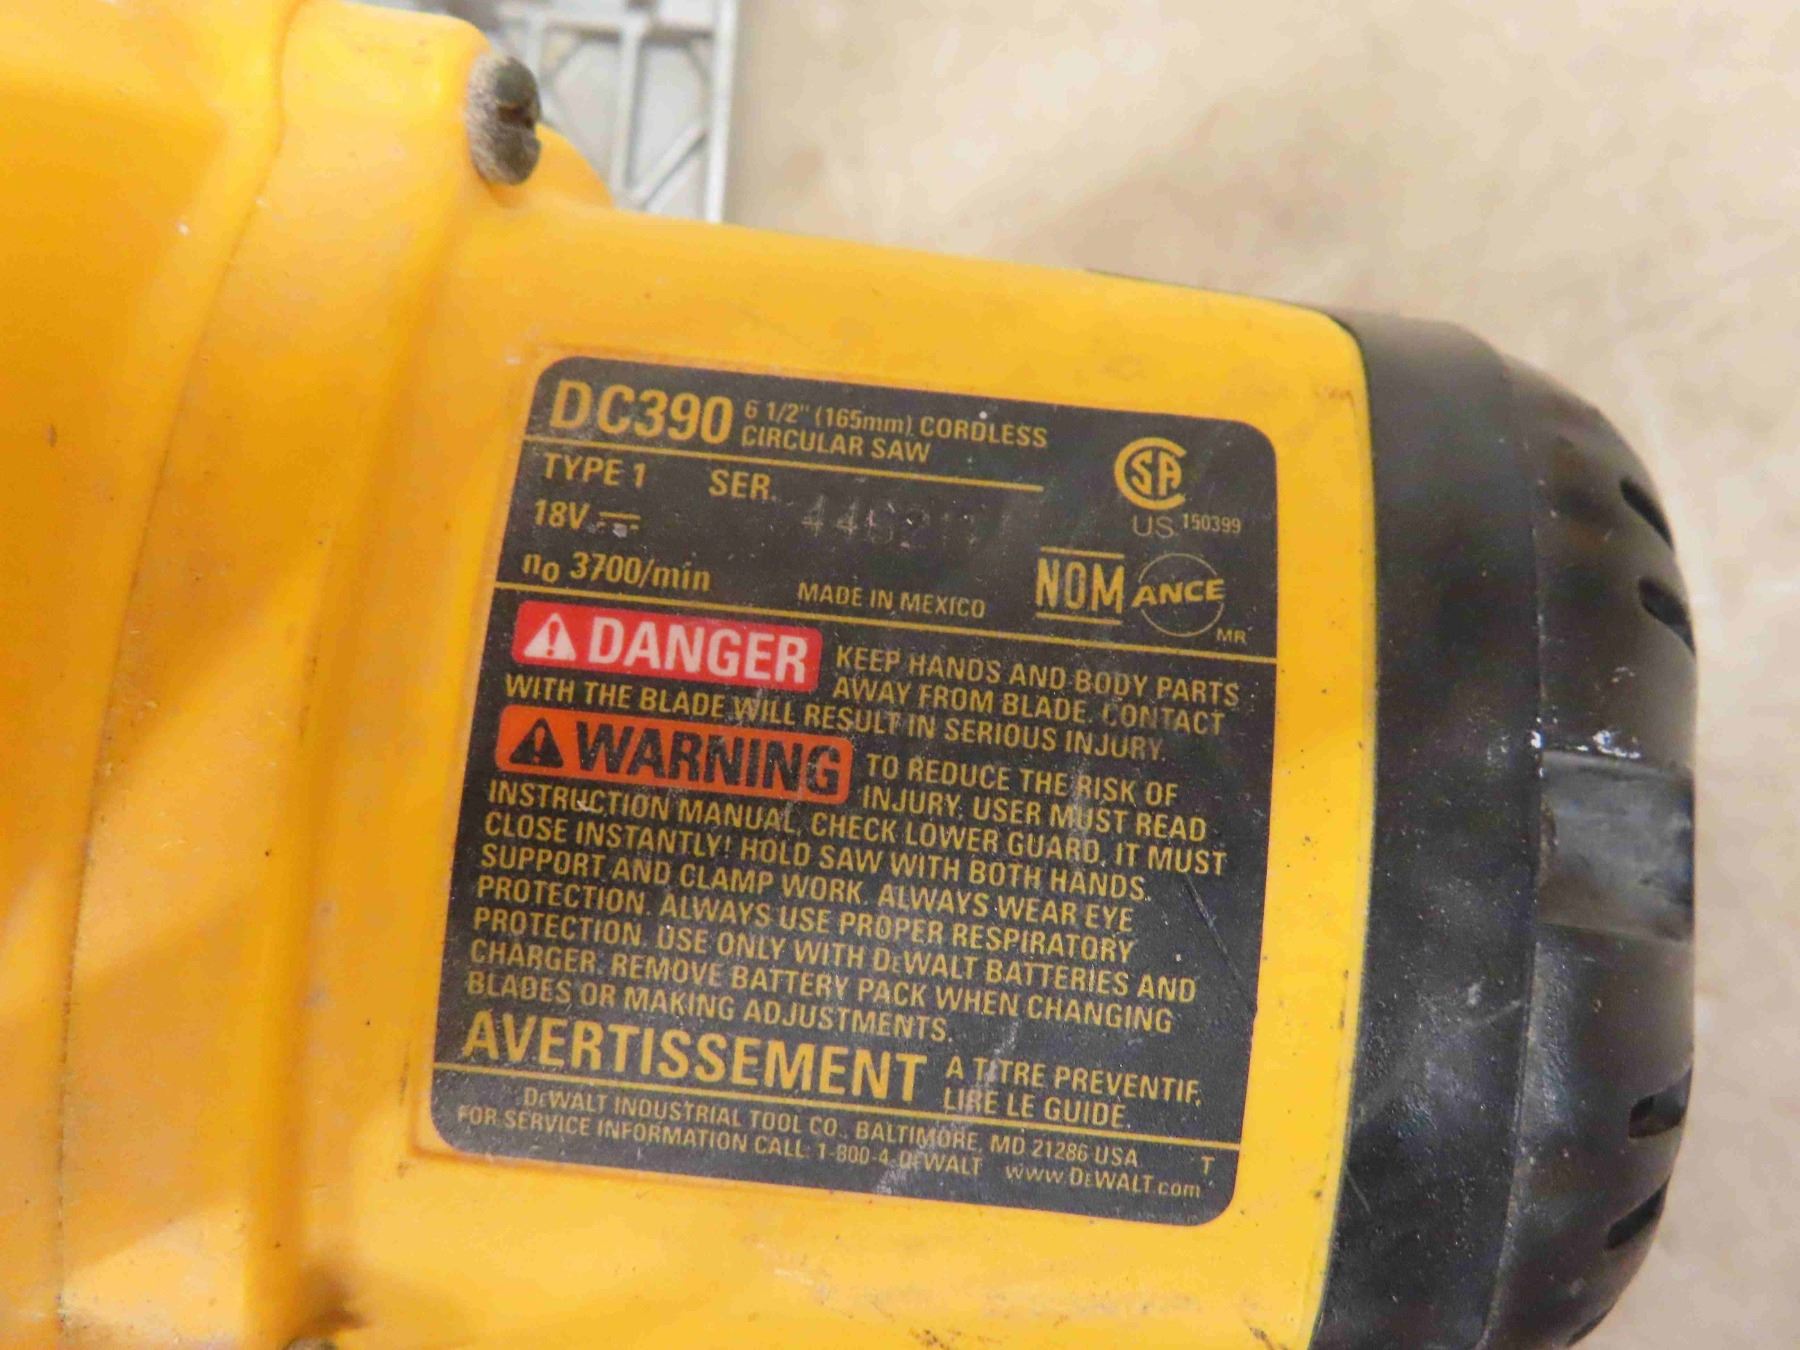 DC390 6 1/2" (165mm) CORDLESS
CIRCULAR SAW
TYPE 1 SER.
18V
no 3700/min
MADE IN MEXICO
SA
US 150399
NOM ANCE
MR
DANGER KEEP HANDS AND BODY PARTS
AWAY FROM BLADE. CONTACT
WITH THE BLADE WILL RESULT IN SERIOUS INJURY.
WARNING TO REDUCE THE RISK OF
INJURY. USER MUST READ
INSTRUCTION MANUAL, CHECK LOWER GUARD. IT MUST
CLOSE INSTANTLY! HOLD SAW WITH BOTH HANDS.
SUPPORT AND CLAMP WORK. ALWAYS WEAR EYE
PROTECTION. ALWAYS USE PROPER RESPIRATORY
PROTECTION. USE ONLY WITH DEWALT BATTERIES AND
CHARGER. REMOVE BATTERY PACK WHEN CHANGING
BLADES OR MAKING ADJUSTMENTS.
AVERTISSEMENT A TITRE PREVENTIF,
LIRE LE GUIDE.
DEWALT INDUSTRIAL TOOL CO., BALTIMORE, MD 21286 USA T
FOR SERVICE INFORMATION CALL: 1-800-4-DEWALT www.DEWALT.com